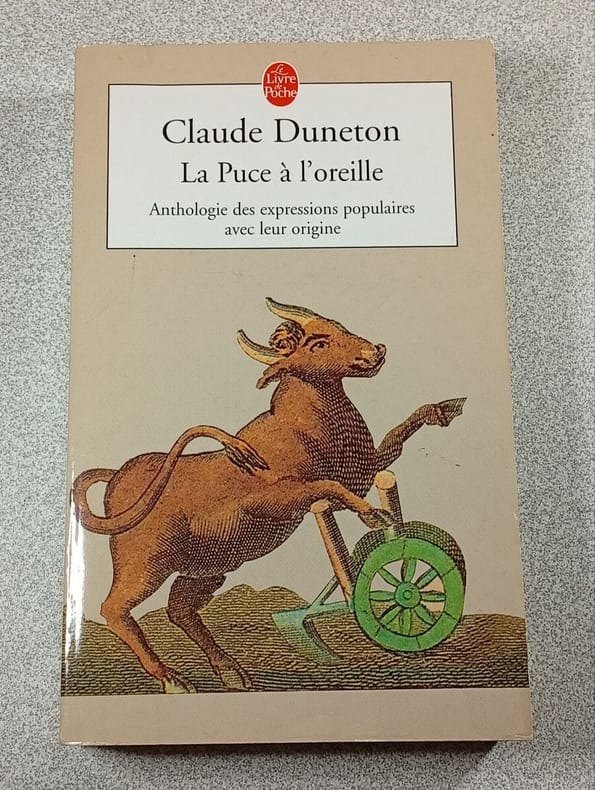 Le
Livre
de
Poche
Claude Duneton
La Puce à l'oreille
Anthologie des expressions populaires
avec leur origine